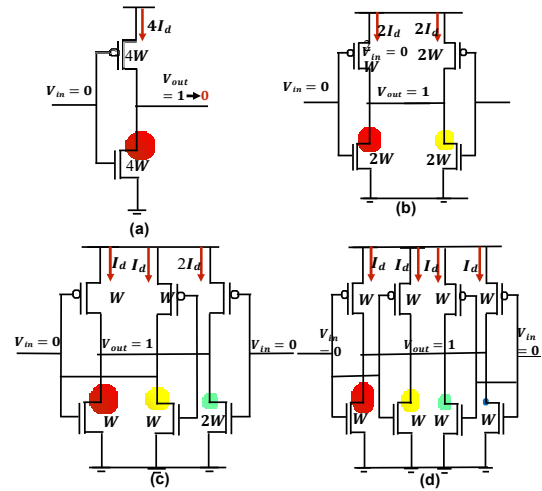 4I_d
4W
V_in = 0
V_out
= 1 → 0
4W
(a)
2I_d 2I_d
V_in = 0
W
2W
V_in = 0
V_out = 1
2W
2W
(b)
I_d I_d 2I_d
W W
V_in = 0
V_out = 1
V_in = 0
W W 2W
(c)
I_d I_d I_d I_d
W W W W
V_in
= 0
V_out = 1
V_in
= 0
W W W W
(d)